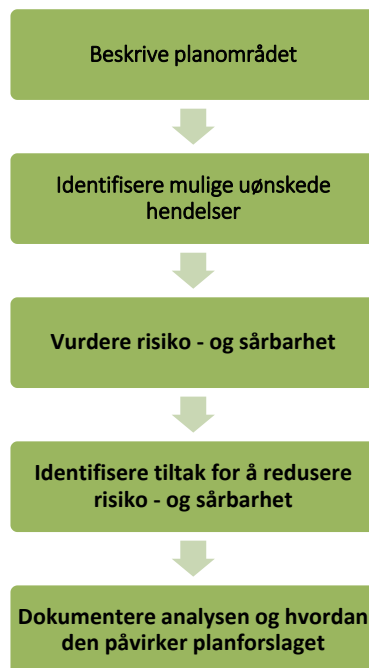 Beskrive planområdet
Identifisere mulige uønskede
hendelser
Vurdere risiko - og sårbarhet
Identifisere tiltak for å redusere
risiko - og sårbarhet
Dokumentere analysen og hvordan
den påvirker planforslaget